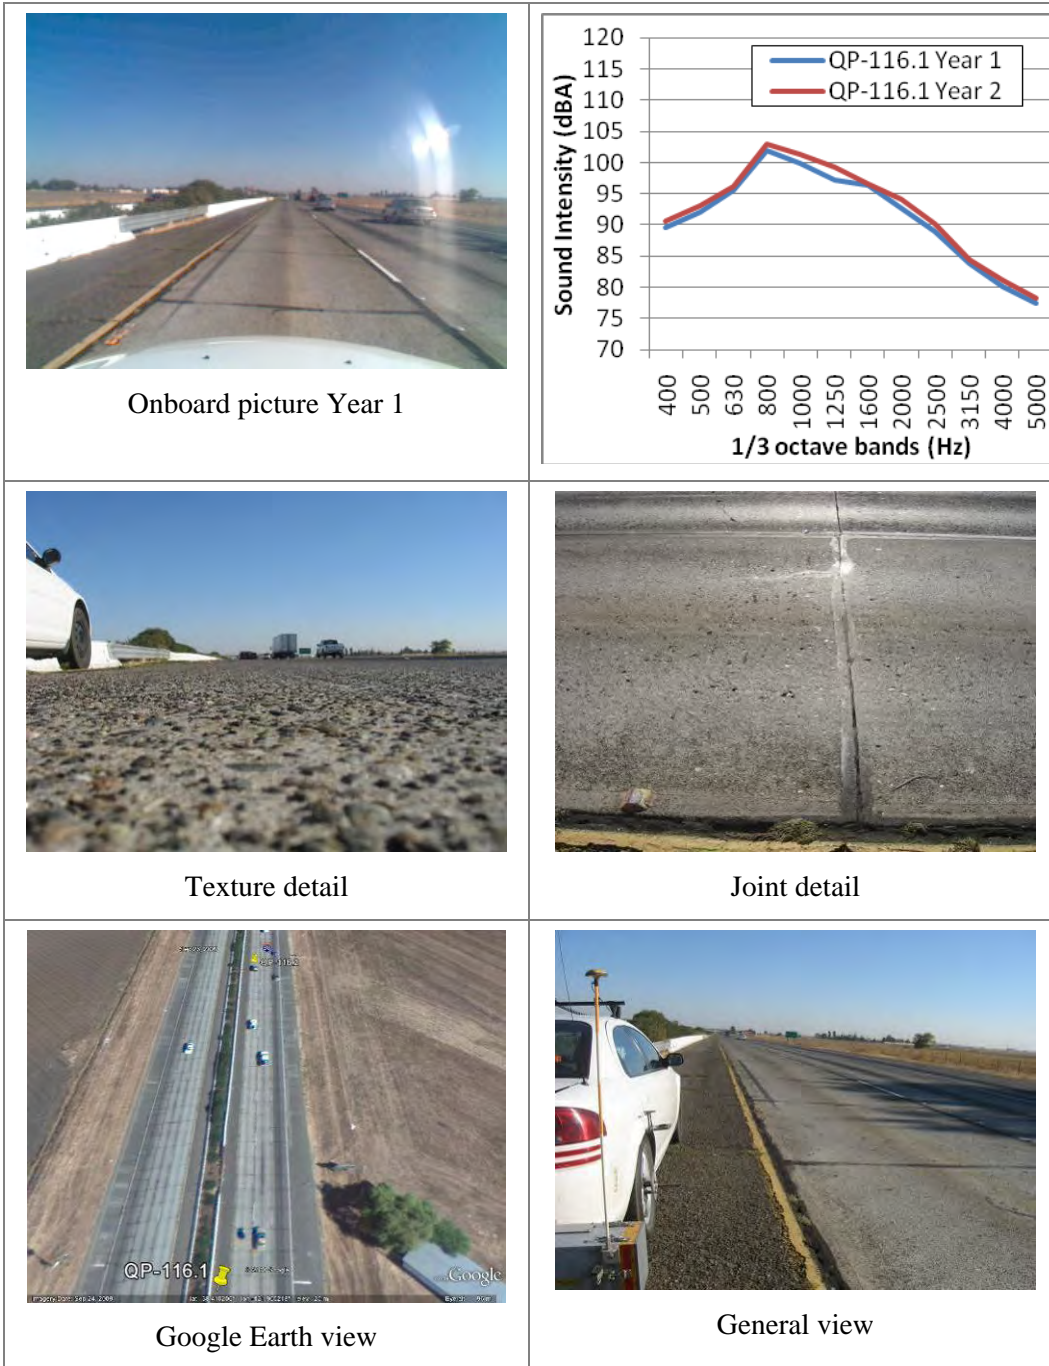 120
115
110
105
100
95
90
85
80
75
70
Sound Intensity (dBA)
QP-116.1 Year 1
QP-116.1 Year 2
400
500
630
800
1000
1250
1600
2000
2500
3150
4000
5000
1/3 octave bands (Hz)
Onboard picture Year 1
Texture detail
Joint detail
QP-116.1
Google
Google Earth view
General view